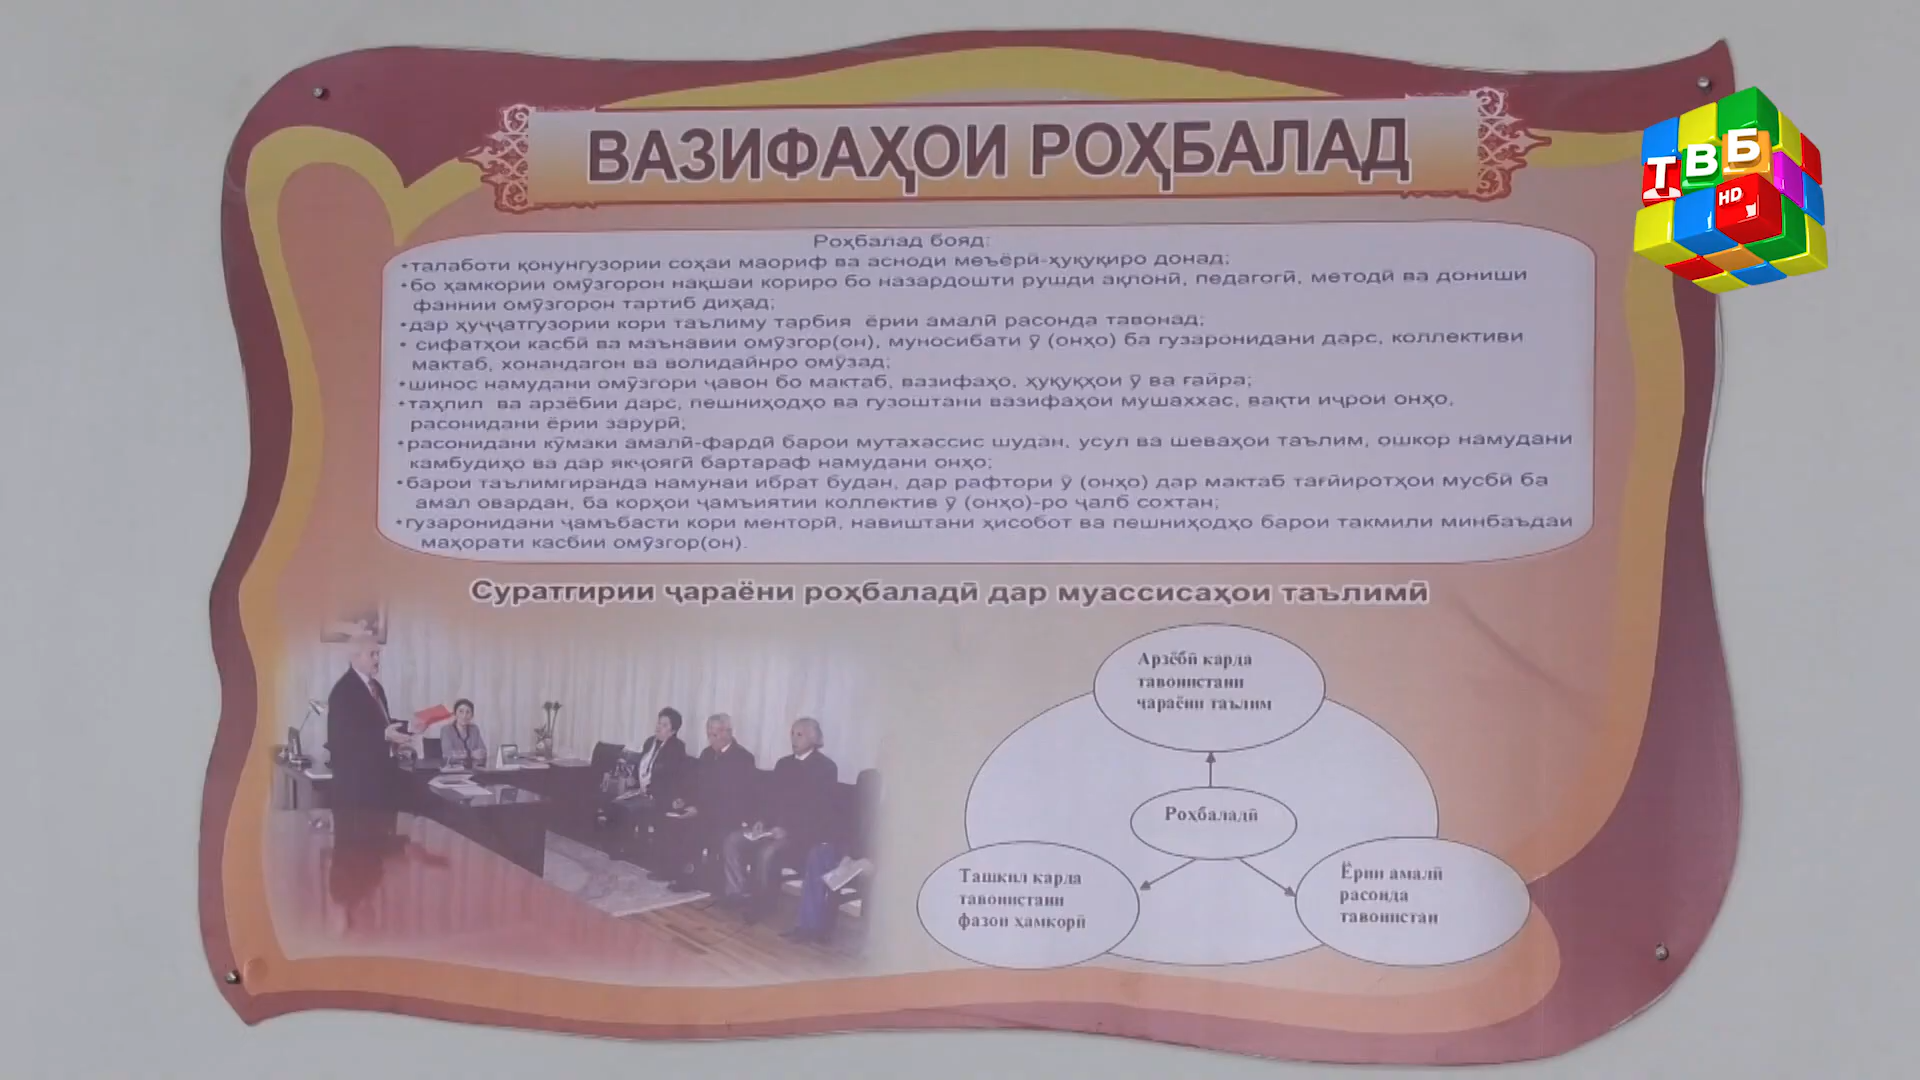 ВАЗИФАҲОИ РОҲБАЛАД
ТВБ
HD
Роҳбалад бояд:
•талаботи қонунгузории соҳаи маориф ва асноди меъёрӣ-ҳуқуқиро донад;
•бо ҳамкории омӯзгорон нақшаи кориро бо назардошти рушди ақлонӣ, педагогӣ, методӣ ва дониши
фаннии омӯзгорон тартиб диҳад;
•дар ҳуҷҷатгузории кори таълиму тарбия ёрии амалӣ расонда тавонад;
• сифатҳои касбӣ ва маънавии омӯзгор(он), муносибати ӯ (онҳо) ба гузаронидани дарс, коллективи
мактаб, хонандагон ва волидайнро омӯзад;
•шинос намудани омӯзгори ҷавон бо мактаб, вазифаҳо, ҳуқуқҳои ӯ ва ғайра;
•таҳлил ва арзёбии дарс, пешниҳодҳо ва гузоштани вазифаҳои мушаххас, вақти иҷрои онҳо,
расонидани ёрии зарурӣ;
•расонидани кӯмаки амалӣ-фардӣ барои мутахассис шудан, усул ва шеваҳои таълим, ошкор намудани
камбудиҳо ва дар якҷоягӣ бартараф намудани онҳо;
•барои таълимгиранда намунаи ибрат будан, дар рафтори ӯ (онҳо) дар мактаб тағйиротҳои мусбӣ ба
амал овардан, ба корҳои ҷамъиятии коллектив ӯ (онҳо)-ро ҷалб сохтан;
•гузаронидани ҷамъбасти кори менторӣ, навиштани ҳисобот ва пешниҳодҳо барои такмили минбаъдаи
маҳорати касбии омӯзгор(он).
Суратгирии ҷараёни роҳбаладӣ дар муассисаҳои таълимӣ
Арзёбӣ карда
тавонистани
ҷараёни таълим
Роҳбаладӣ
Ташкил карда
тавонистани
фазои ҳамкорӣ
Ёрии амалӣ
расонда
тавонистан